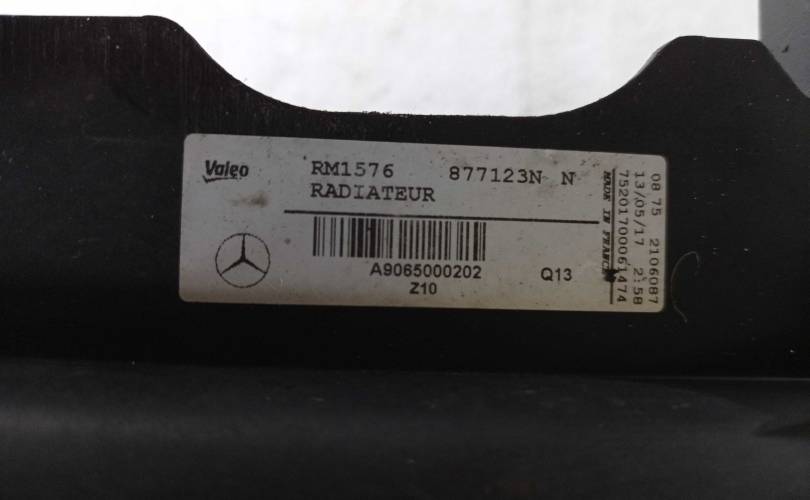 Valeo
RM1576 877123N N
RADIATEUR
A9065000202
Z10
Q13
MADE IN FRANCE
08 75 2106087
13/05/17 2:58
75201700061474